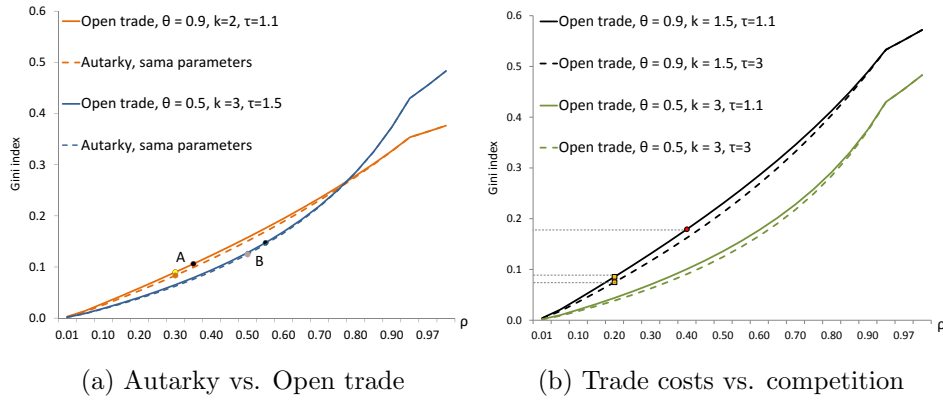 0.6
0.5
0.4
0.3
0.2
0.1
0.0
Gini index
Open trade, θ = 0.9, k=2, τ=1.1
Autarky, sama parameters
Open trade, θ = 0.5, k =3, τ=1.5
Autarky, sama parameters
A
B
0.01 0.10 0.20 0.30 0.40 0.50 0.60 0.70 0.80 0.90 0.97
ρ
(a) Autarky vs. Open trade
0.6
0.5
0.4
0.3
0.2
0.1
0.0
Gini index
Open trade, θ = 0.9, k = 1.5, τ=1.1
Open trade, θ = 0.9, k = 1.5, τ=3
Open trade, θ = 0.5, k = 3, τ=1.1
Open trade, θ = 0.5, k = 3, τ=3
0.01 0.10 0.20 0.30 0.40 0.50 0.60 0.70 0.80 0.90 0.97
ρ
(b) Trade costs vs. competition